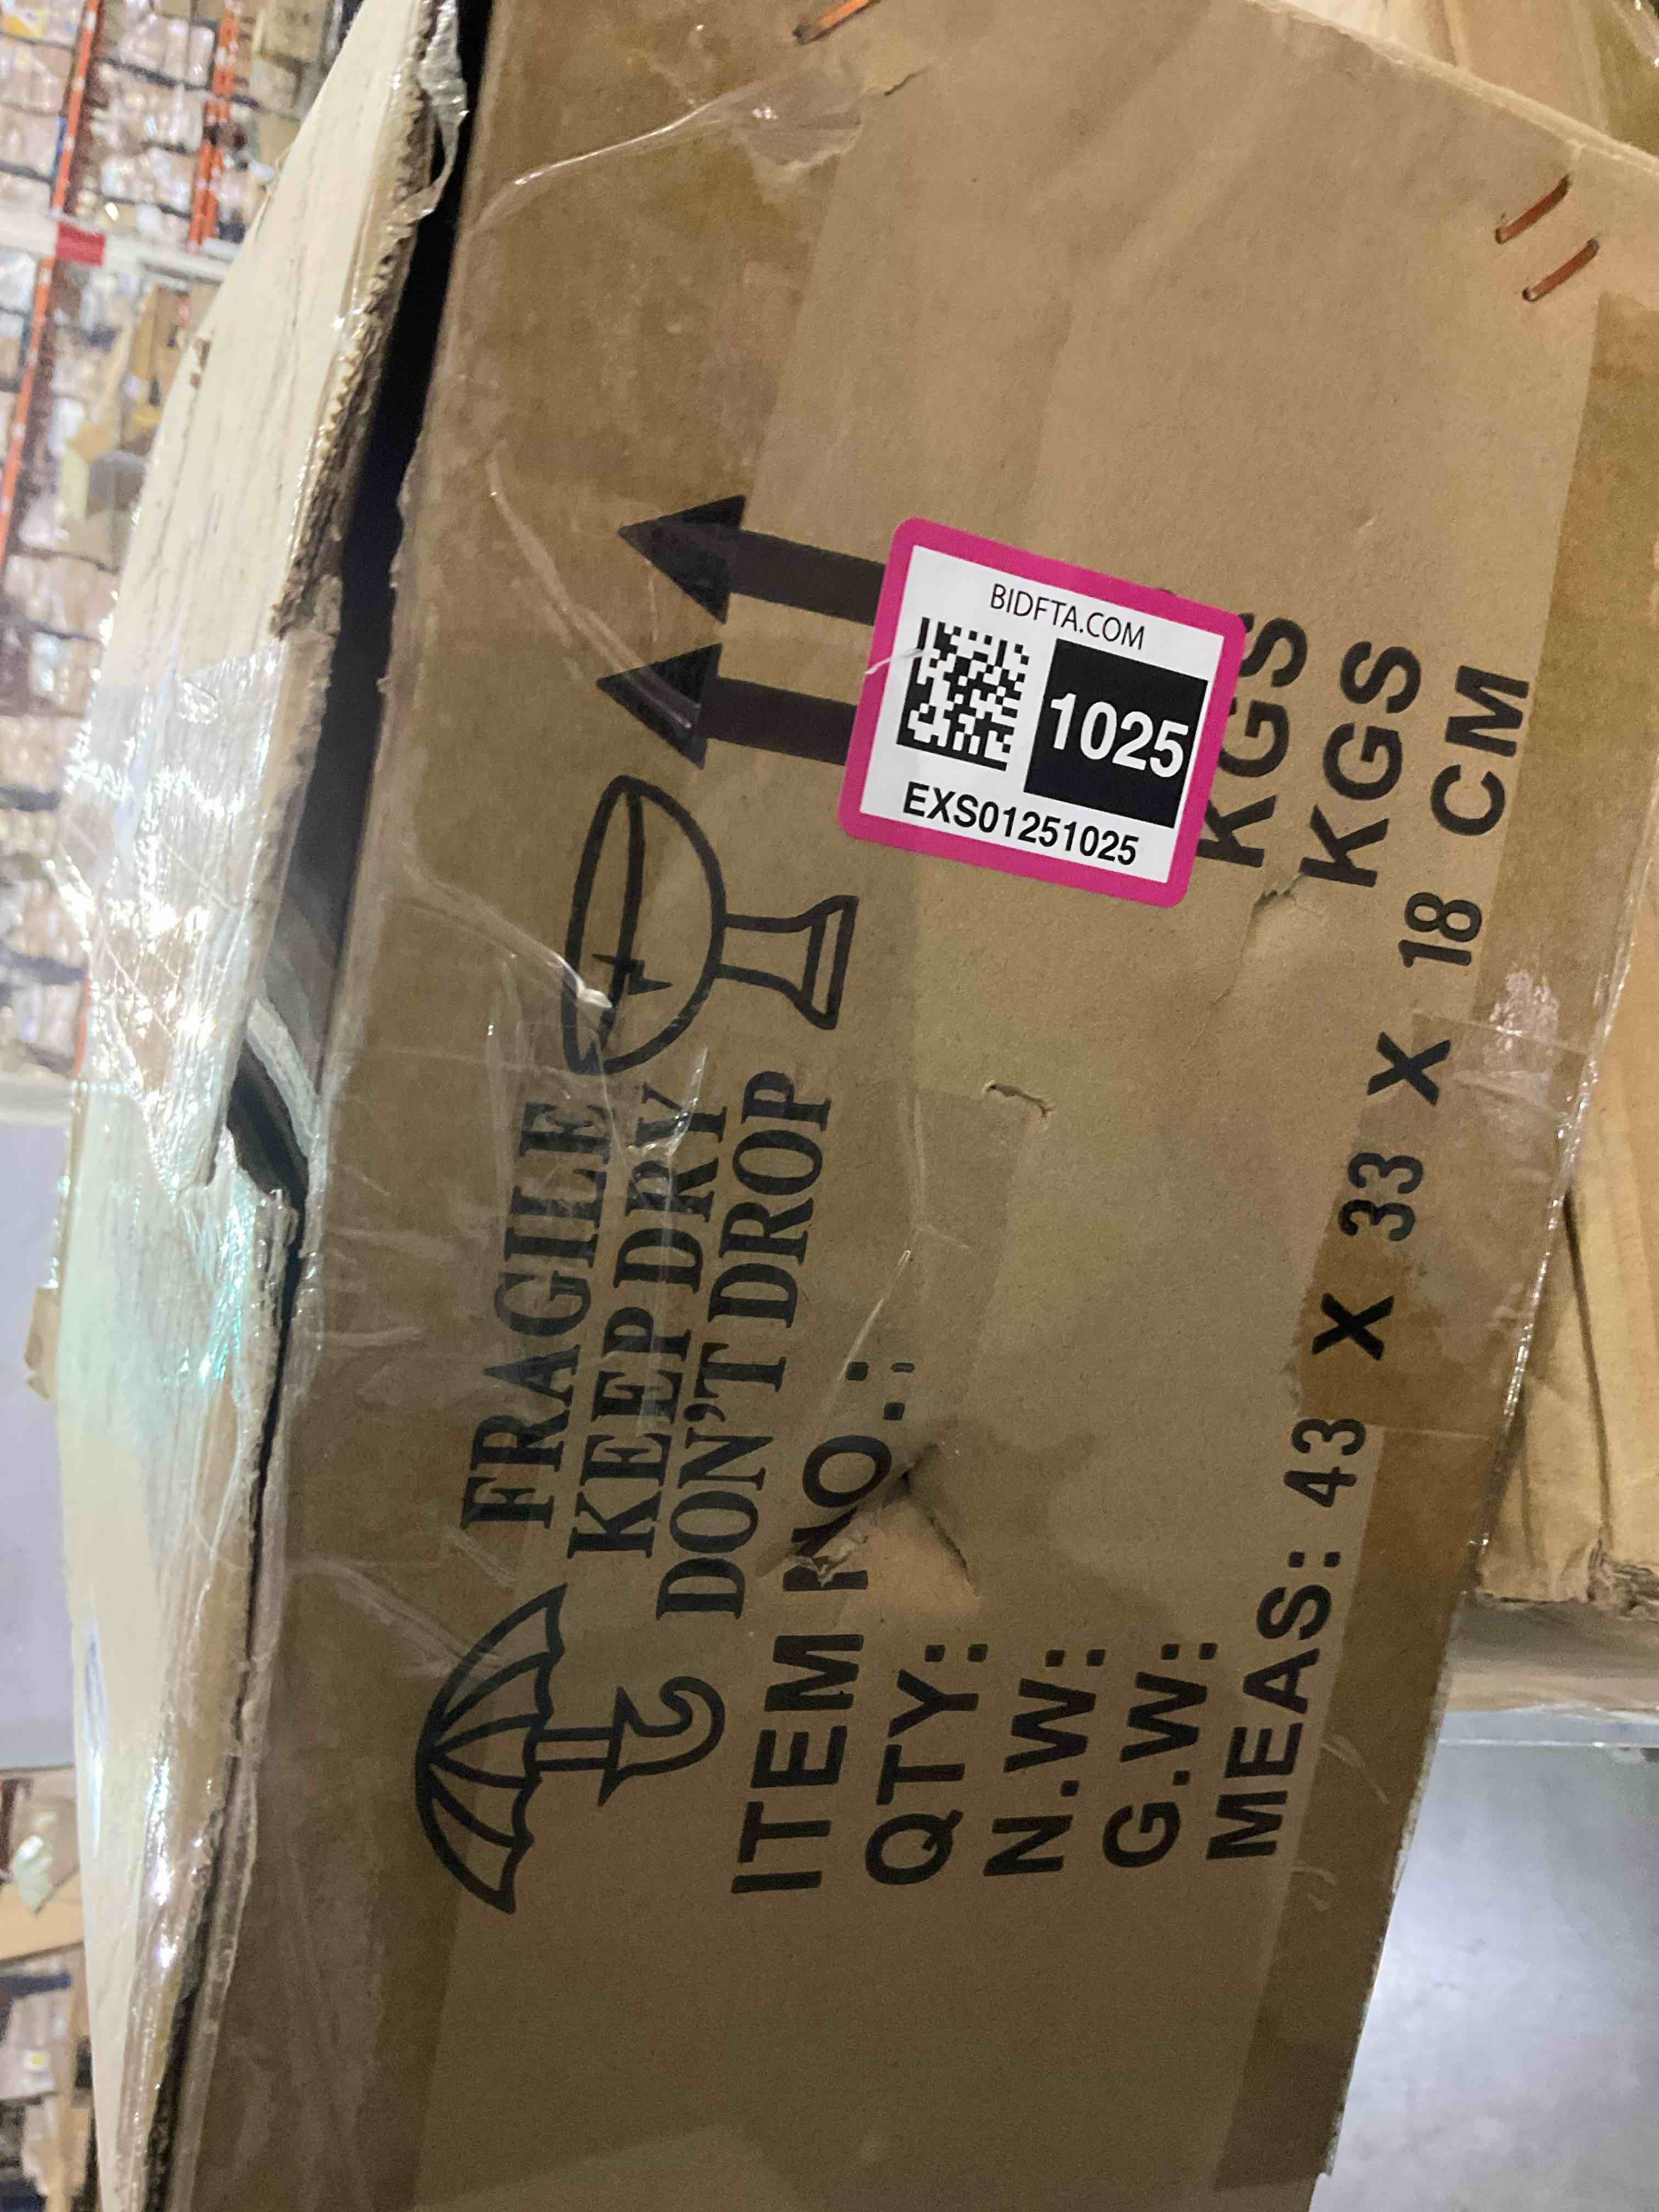 FRAGILE
KEEP DRY
DON'T DROP
ITEM NO.:
QTY:
N.W: KGS
G.W: KGS
MEAS: 43 X 33 X 18 CM
BIDFTA.COM
1025
EXS01251025